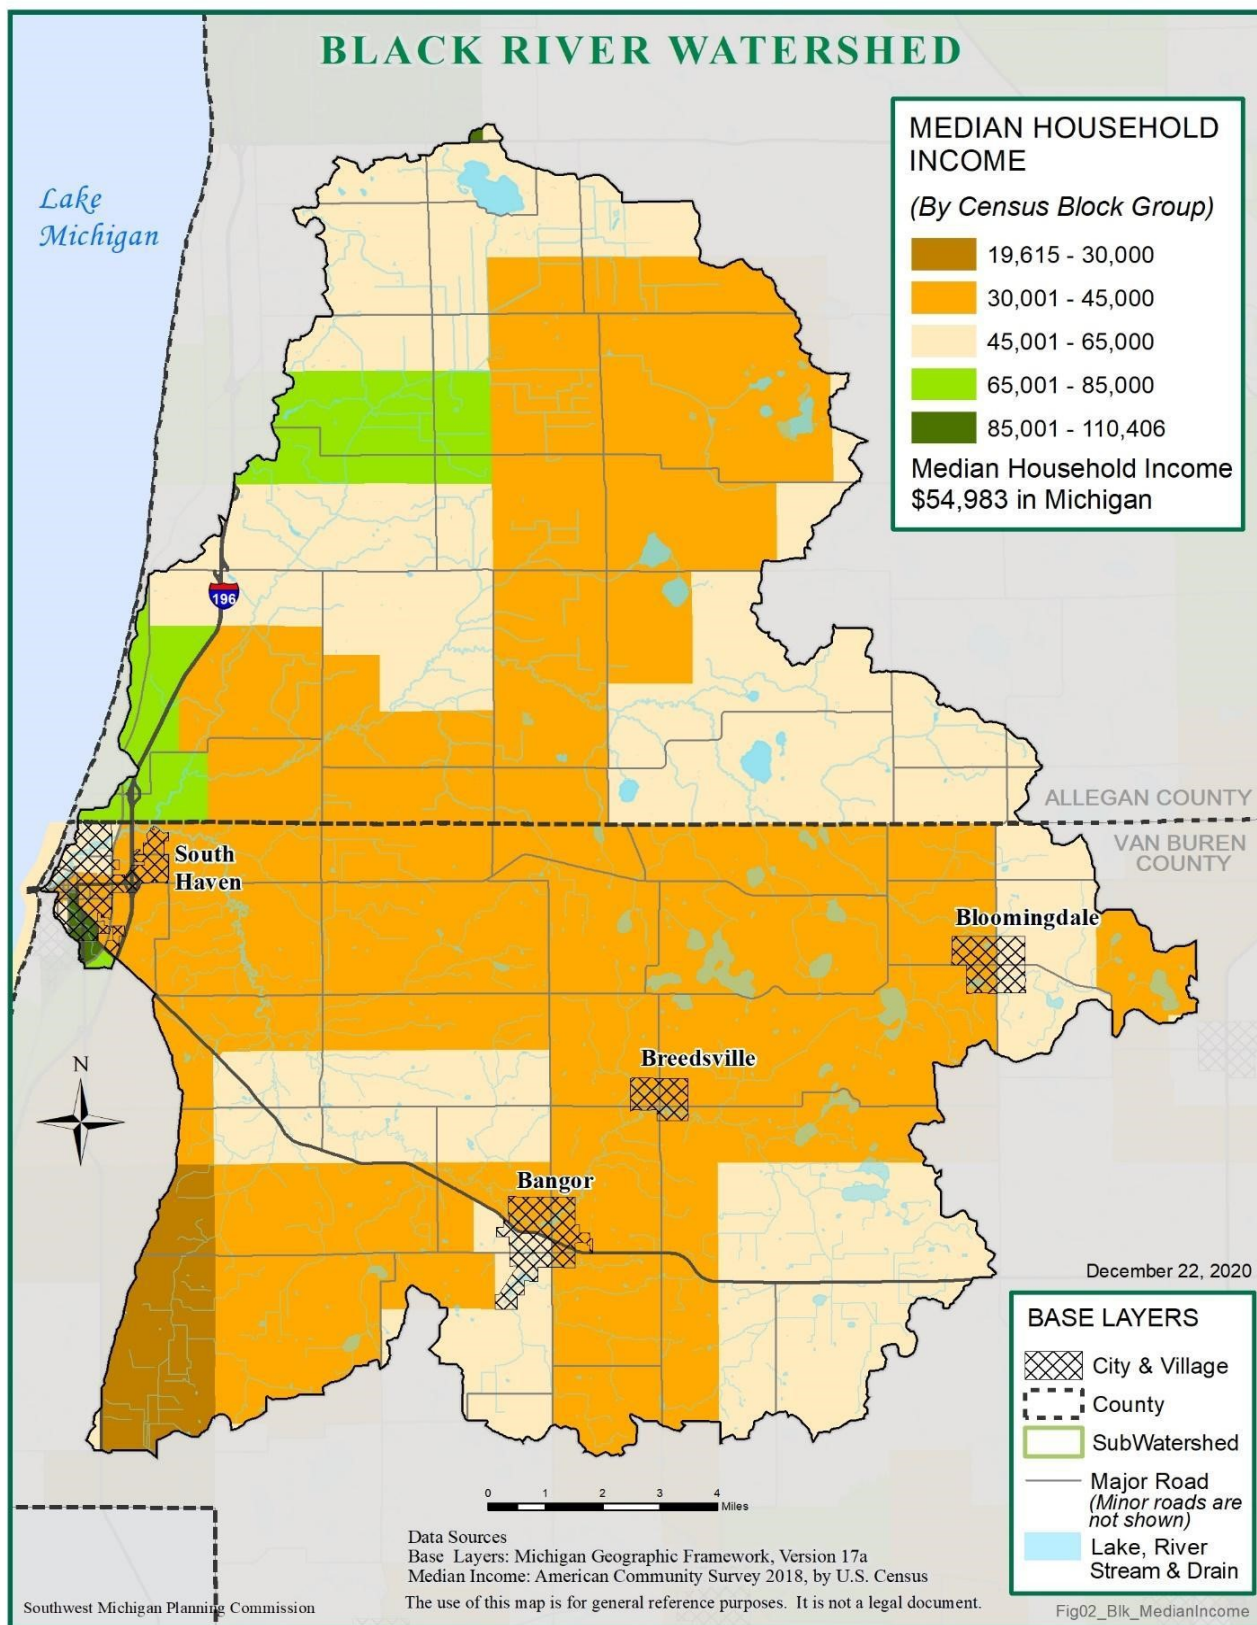 BLACK RIVER WATERSHED
Lake
Michigan
MEDIAN HOUSEHOLD
INCOME
(By Census Block Group)
19,615 - 30,000
30,001 - 45,000
45,001 - 65,000
65,001 - 85,000
85,001 - 110,406
Median Household Income
$54,983 in Michigan
196
ALLEGAN COUNTY
VAN BUREN
COUNTY
South
Haven
Bloomingdale
Breedsville
N
Bangor
December 22, 2020
BASE LAYERS
City & Village
County
SubWatershed
Major Road
(Minor roads are
not shown)
Lake, River
Stream & Drain
0 1 2 3 4
Miles
Data Sources
Base Layers: Michigan Geographic Framework, Version 17a
Median Income: American Community Survey 2018, by U.S. Census
The use of this map is for general reference purposes. It is not a legal document.
Southwest Michigan Planning Commission
Fig02_Blk_MedianIncome